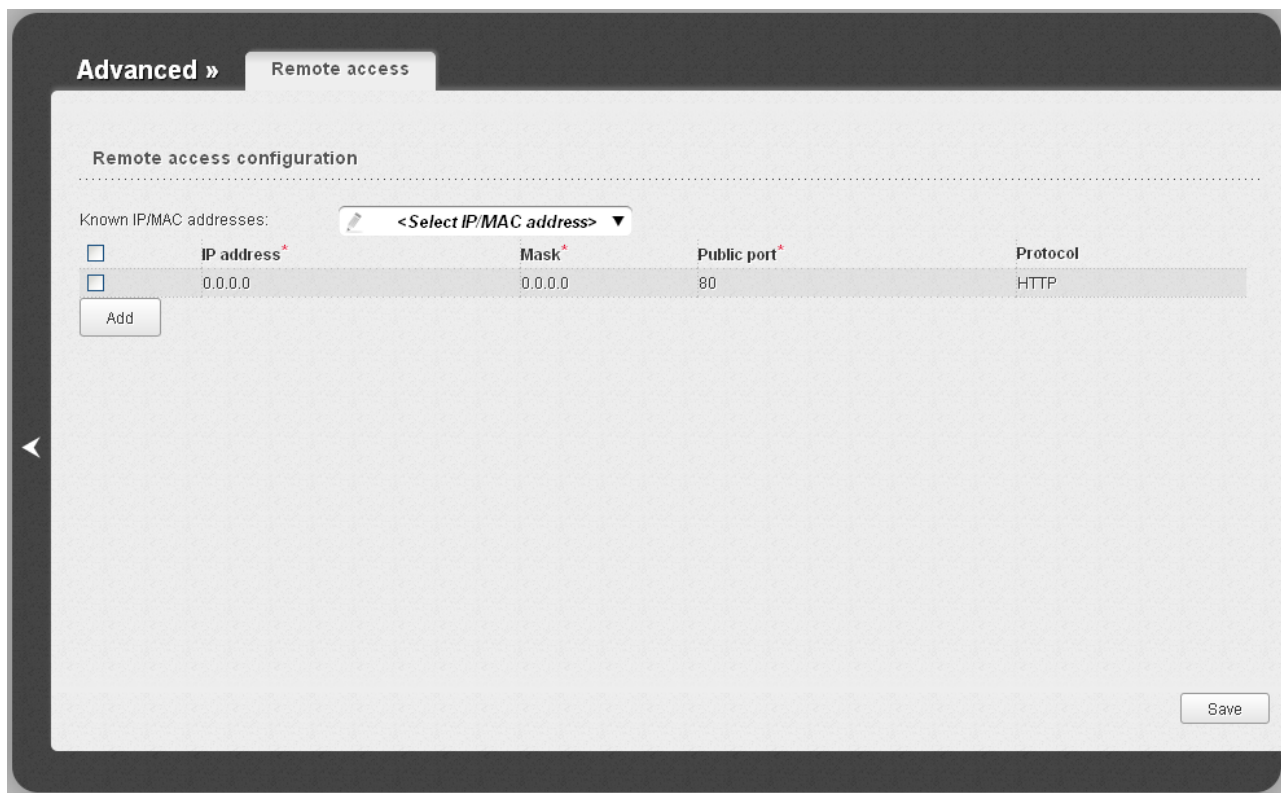 Advanced » Remote access
Remote access configuration
Known IP/MAC addresses: <Select IP/MAC address> ▼
IP address* Mask* Public port* Protocol
0.0.0.0 0.0.0.0 80 HTTP
Add
Save